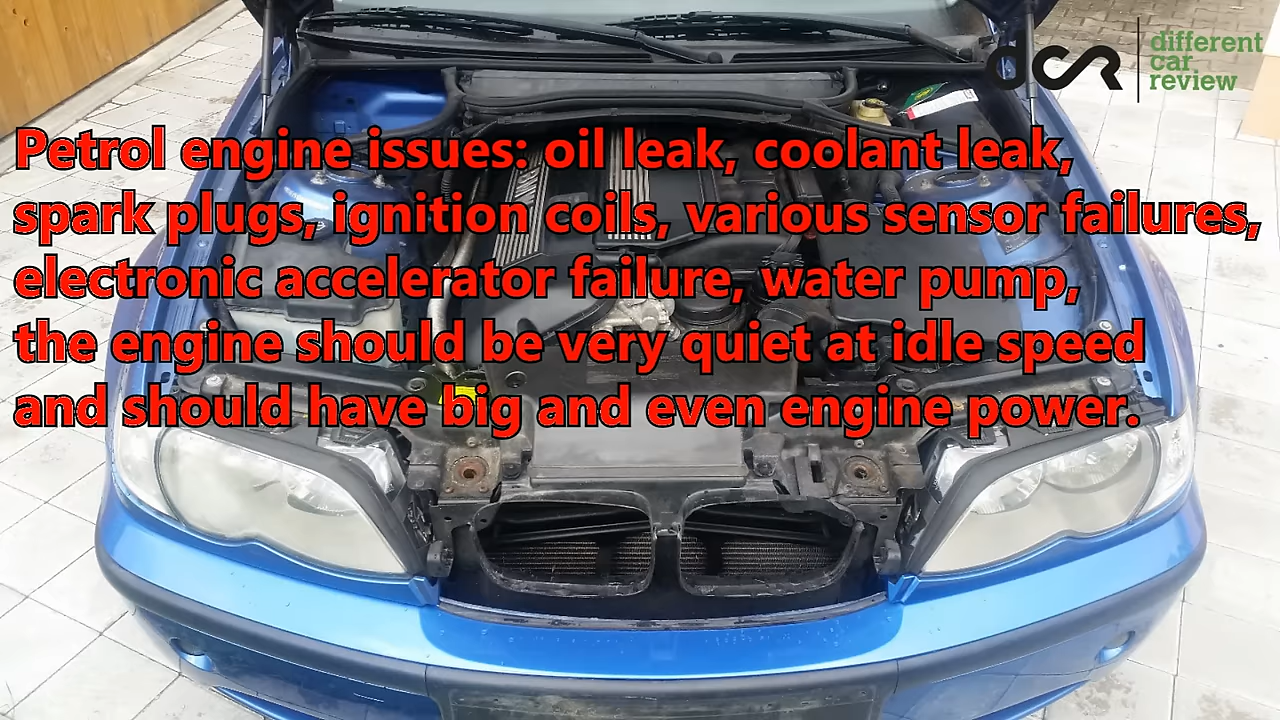 dcr
different
car
review
Petrol engine issues: oil leak, coolant leak,
spark plugs, ignition coils, various sensor failures,
electronic accelerator failure, water pump,
the engine should be very quiet at idle speed
and should have big and even engine power.